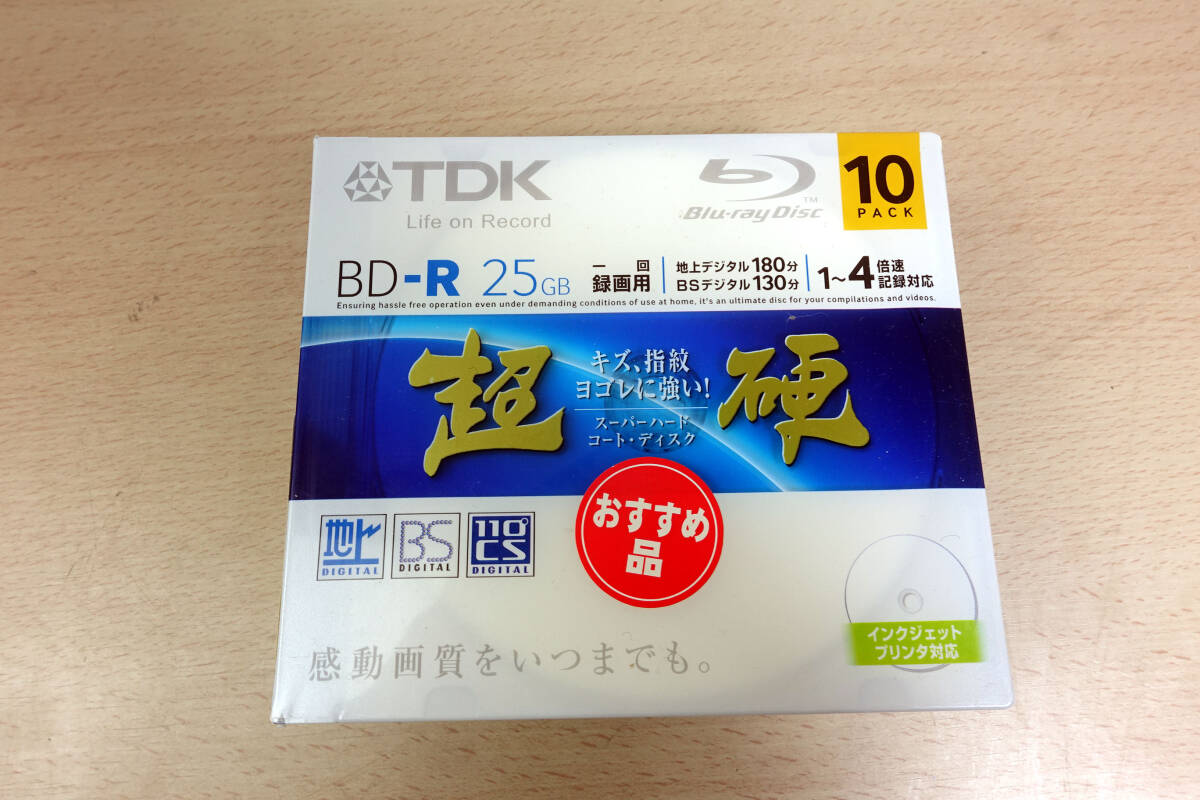 TDK
Life on Record
Blu-ray Disc
TM
10
PACK
BD-R 25GB
一回
録画用
地上デジタル180分
BSデジタル130分
1~4倍速
記録対応
Ensuring hassle free operation even under demanding conditions of use at home, it's an ultimate disc for your compilations and videos.
超硬
キズ、指紋
ヨゴレに強い!
スーパーハード
コート・ディスク
おすすめ
品
地上
DIGITAL
BS
DIGITAL
110°
CS
DIGITAL
インクジェット
プリンタ対応
感動画質をいつまでも。